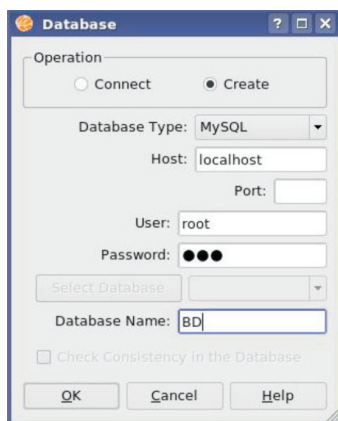 Database
Operation
Connect Create
Database Type: MySQL
Host: localhost
Port:
User: root
Password: ●●●
Select Database
Database Name: BD
Check Consistency in the Database
OK Cancel Help